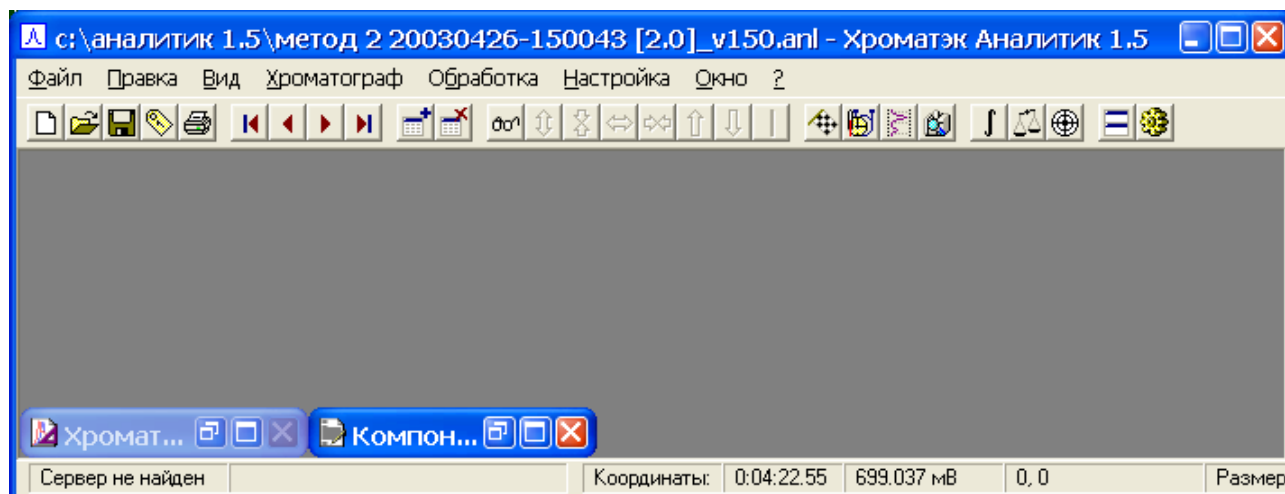 c:\аналитик 1.5\метод 2 20030426-150043 [2.0]_v150.anl - Хроматэк Аналитик 1.5
Файл Правка Вид Хроматограф Обработка Настройка Окно ?
Хромат... Компон...
Сервер не найден Координаты: 0:04:22.55 699.037 мВ 0, 0 Размер